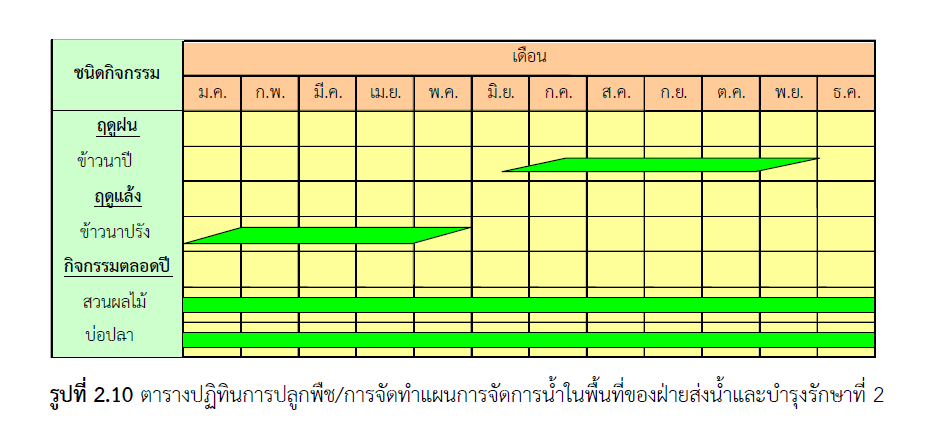 ชนิดกิจกรรม เดือน
ม.ค. ก.พ. มี.ค. เม.ย. พ.ค. มิ.ย. ก.ค. ส.ค. ก.ย. ต.ค. พ.ย. ธ.ค.
ฤดูฝน
ข้าวนาปี
ฤดูแล้ง
ข้าวนาปรัง
กิจกรรมตลอดปี
สวนผลไม้
บ่อปลา
รูปที่ 2.10 ตารางปฏิทินการปลูกพืช/การจัดทำแผนการจัดการน้ำในพื้นที่ของฝ่ายส่งน้ำและบำรุงรักษาที่ 2